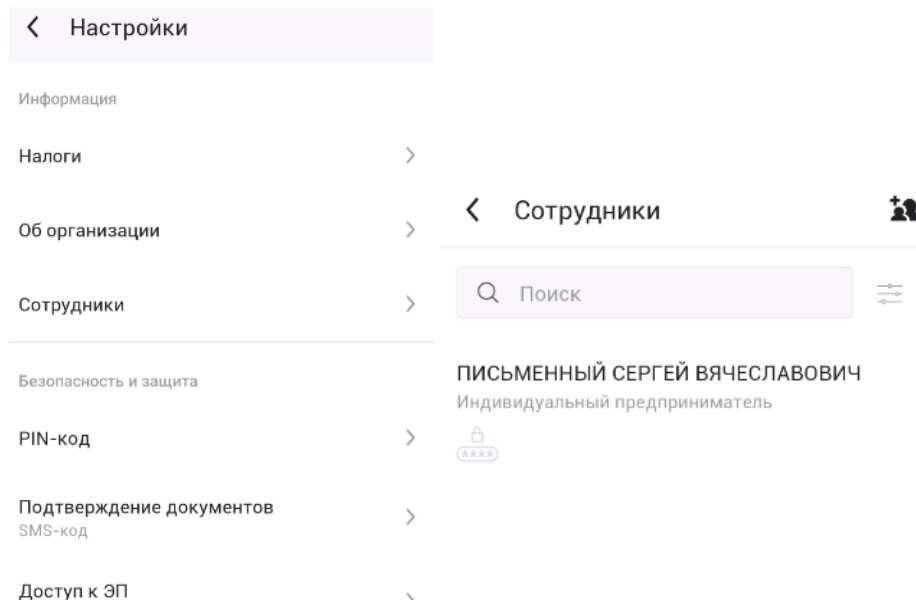 Настройки
Информация
Налоги
Об организации
Сотрудники
Безопасность и защита
PIN-код
Подтверждение документов
SMS-код
Доступ к ЭП
Сотрудники
Поиск
ПИСЬМЕННЫЙ СЕРГЕЙ ВЯЧЕСЛАВОВИЧ
Индивидуальный предприниматель
(****)